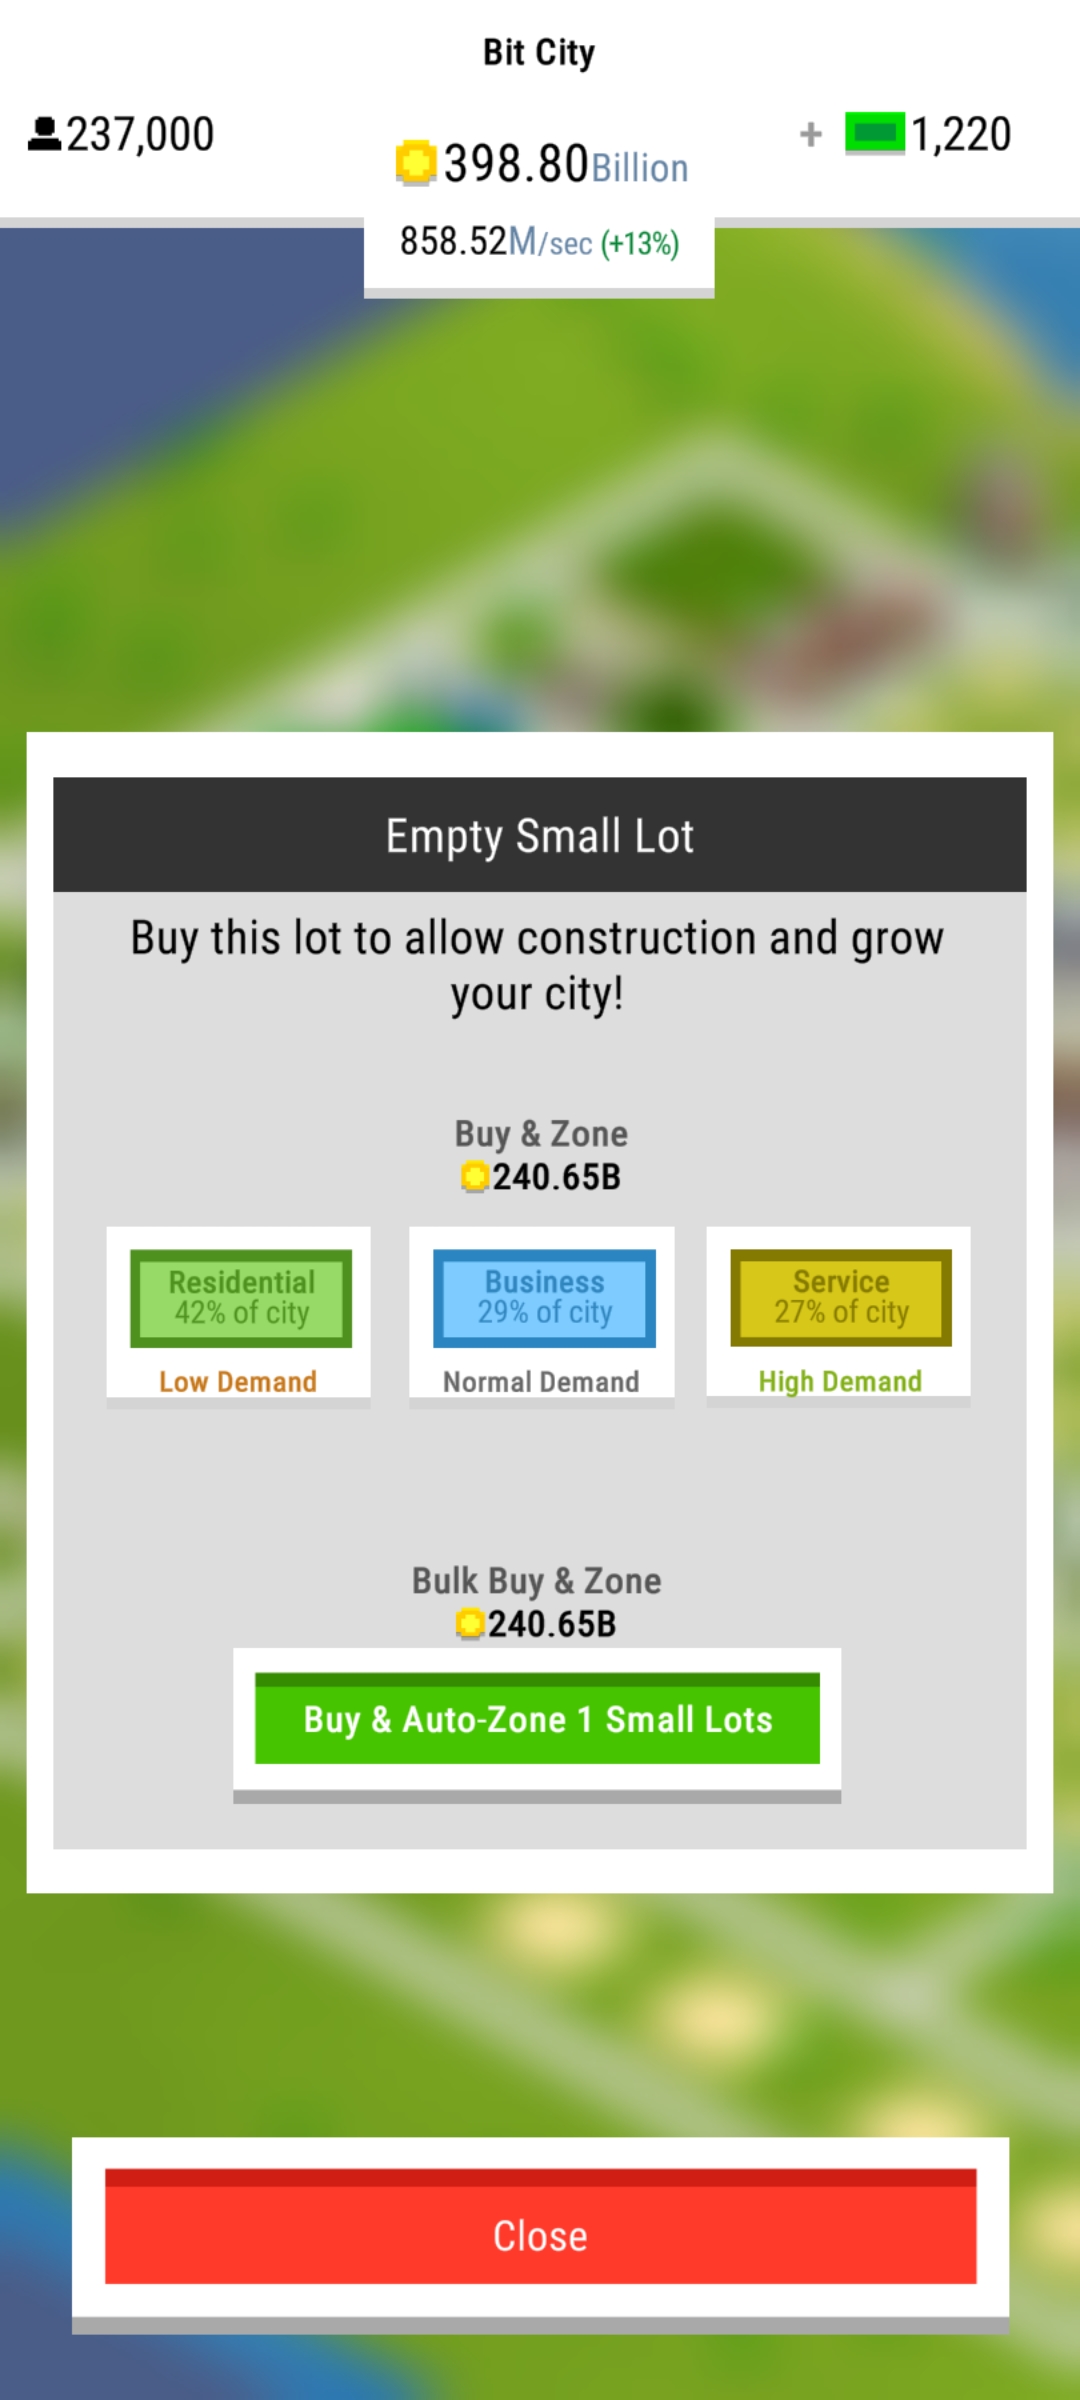 Bit City
237,000
398.80Billion
+ 1,220
858.52M/sec (+13%)
Empty Small Lot
Buy this lot to allow construction and grow
your city!
Buy & Zone
240.65B
Residential
42% of city
Low Demand
Business
29% of city
Normal Demand
Service
27% of city
High Demand
Bulk Buy & Zone
240.65B
Buy & Auto-Zone 1 Small Lots
Close